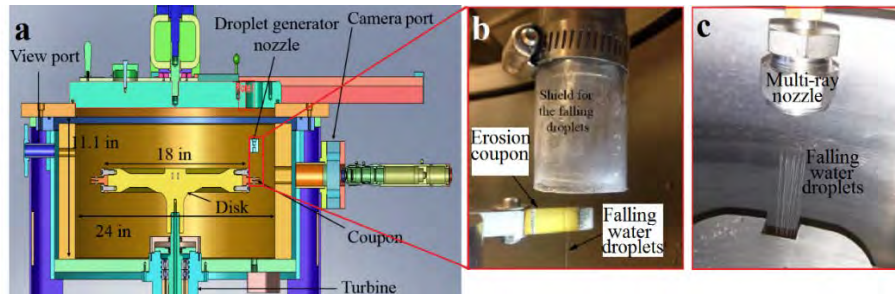 a
View port
Droplet generator
nozzle
Camera port
11.1 in
18 in
Disk
24 in
Coupon
Turbine
b
Shield for
the falling
droplets
Erosion
coupon
Falling
water
droplets
c
Multi-ray
nozzle
Falling
water
droplets